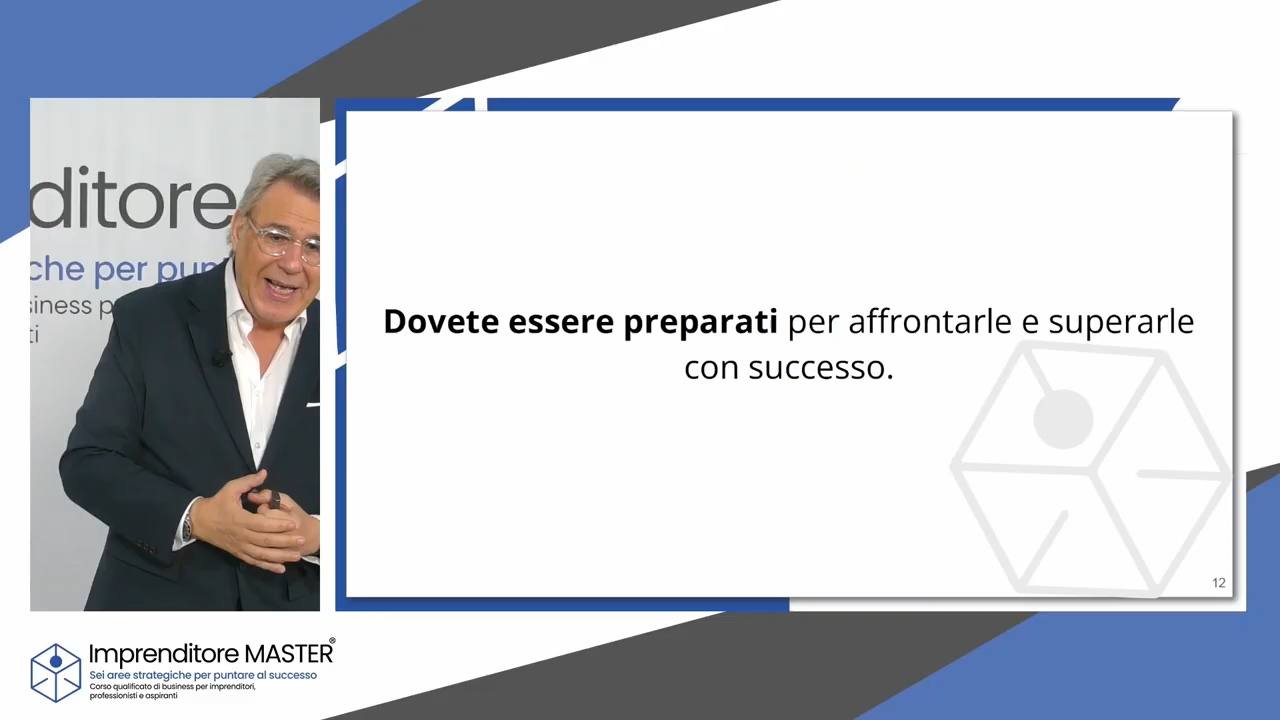 ditore
che per pun
siness p
ti
Dovete essere preparati per affrontarle e superarle
con successo.
12
Imprenditore MASTER®
Sei aree strategiche per puntare al successo
Corso qualificato di business per imprenditori,
professionisti e aspiranti